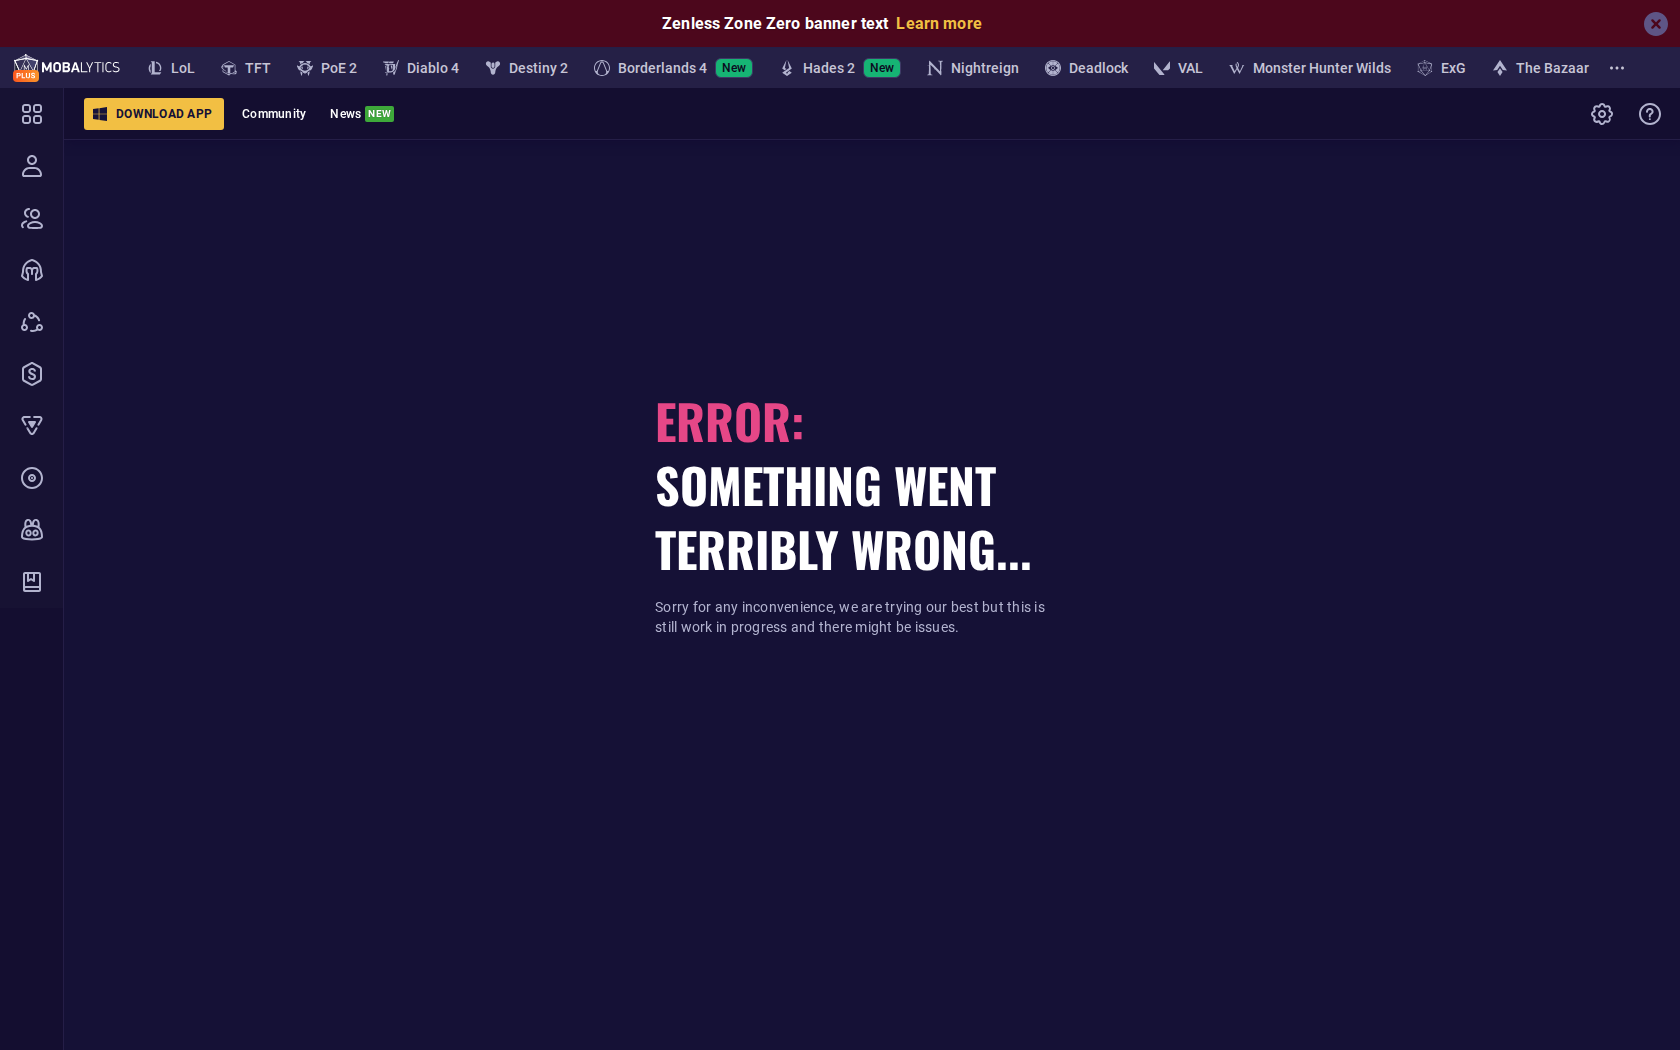 Zenless Zone Zero banner text Learn more
PLUS MOBALYTICS LoL TFT PoE 2 Diablo 4 Destiny 2 Borderlands 4 New Hades 2 New Nightreign Deadlock VAL Monster Hunter Wilds ExG The Bazaar ...
DOWNLOAD APP Community News NEW
ERROR:
SOMETHING WENT
TERRIBLY WRONG...
Sorry for any inconvenience, we are trying our best but this is
still work in progress and there might be issues.